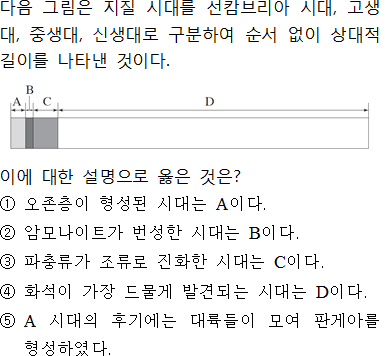 다음 그림은 지질 시대를 선캄브리아 시대, 고생
대, 중생대, 신생대로 구분하여 순서 없이 상대적
길이를 나타낸 것이다.
B
A C D
이에 대한 설명으로 옳은 것은?
① 오존층이 형성된 시대는 A이다.
② 암모나이트가 번성한 시대는 B이다.
③ 파충류가 조류로 진화한 시대는 C이다.
④ 화석이 가장 드물게 발견되는 시대는 D이다.
⑤ A 시대의 후기에는 대륙들이 모여 판게아를
형성하였다.